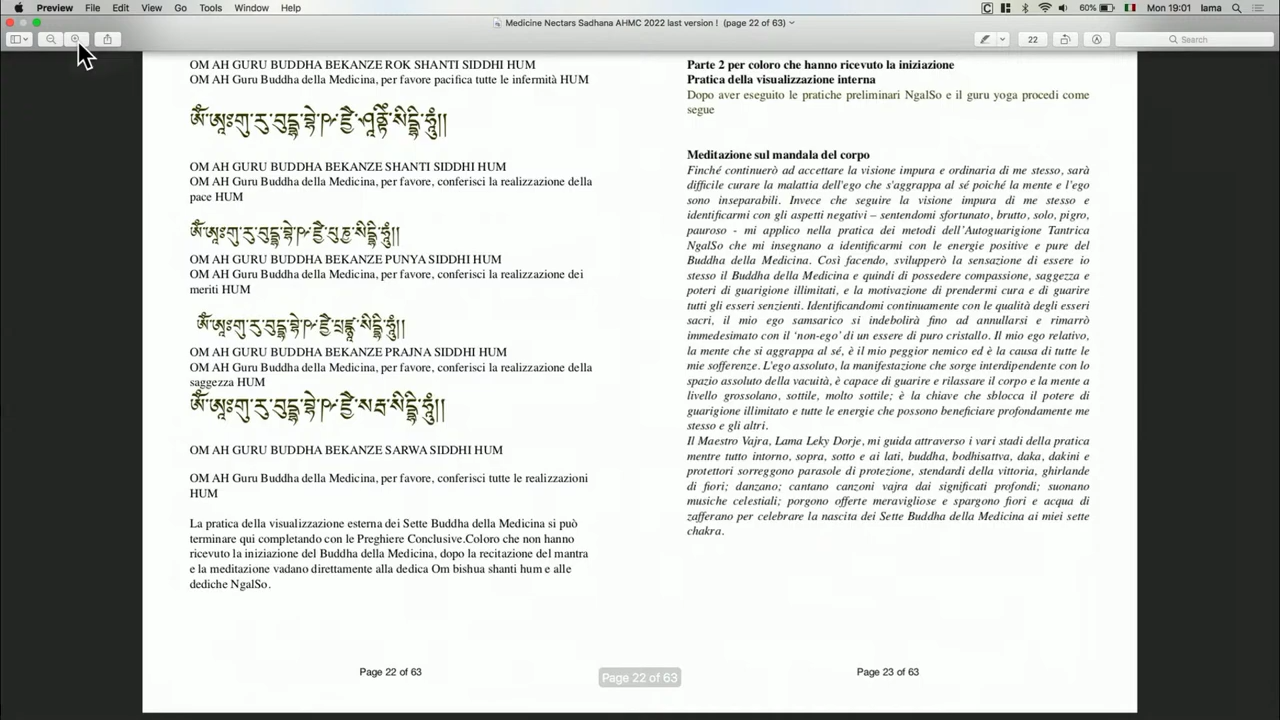 Preview File Edit View Go Tools Window Help
60% Mon 19:01 lama
Medicine Nectars Sadhana AHMC 2022 last version ! (page 22 of 63)
22
Search
OM AH GURU BUDDHA BEKANZE ROK SHANTI SIDDHI HUM
OM AH Guru Buddha della Medicina, per favore pacifica tutte le infermità HUM
OM AH GURU BUDDHA BEKANZE SHANTI SIDDHI HUM
OM AH Guru Buddha della Medicina, per favore, conferisci la realizzazione della
pace HUM
OM AH GURU BUDDHA BEKANZE PUNYA SIDDHI HUM
OM AH Guru Buddha della Medicina, per favore, conferisci la realizzazione dei
meriti HUM
OM AH GURU BUDDHA BEKANZE PRAJNA SIDDHI HUM
OM AH Guru Buddha della Medicina, per favore, conferisci la realizzazione della
saggezza HUM
OM AH GURU BUDDHA BEKANZE SARWA SIDDHI HUM
OM AH Guru Buddha della Medicina, per favore, conferisci tutte le realizzazioni
HUM
La pratica della visualizzazione esterna dei Sette Buddha della Medicina si può
terminare qui completando con le Preghiere Conclusive.Coloro che non hanno
ricevuto la iniziazione del Buddha della Medicina, dopo la recitazione del mantra
e la meditazione vadano direttamente alla dedica Om bishua shanti hum e alle
dediche NgalSo.
Page 22 of 63
Parte 2 per coloro che hanno ricevuto la iniziazione
Pratica della visualizzazione interna
Dopo aver eseguito le pratiche preliminari NgalSo e il guru yoga procedi come
segue
Meditazione sul mandala del corpo
Finché continuerò ad accettare la visione impura e ordinaria di me stesso, sarà
difficile curare la malattia dell'ego che s'aggrappa al sé poiché la mente e l'ego
sono inseparabili. Invece che seguire la visione impura di me stesso e
identificarmi con gli aspetti negativi – sentendomi sfortunato, brutto, solo, pigro,
pauroso - mi applico nella pratica dei metodi dell’Autoguarigione Tantrica
NgalSo che mi insegnano a identificarmi con le energie positive e pure del
Buddha della Medicina. Così facendo, svilupperò la sensazione di essere io
stesso il Buddha della Medicina e quindi di possedere compassione, saggezza e
poteri di guarigione illimitati, e la motivazione di prendermi cura e di guarire
tutti gli esseri senzienti. Identificandomi continuamente con le qualità degli esseri
sacri, il mio ego samsarico si indebolirà fino ad annullarsi e rimarrò
immedesimato con il ‘non-ego’ di un essere di puro cristallo. Il mio ego relativo,
la mente che si aggrappa al sé, è il mio peggior nemico ed è la causa di tutte le
mie sofferenze. L'ego assoluto, la manifestazione che sorge interdipendente con lo
spazio assoluto della vacuità, è capace di guarire e rilassare il corpo e la mente a
livello grossolano, sottile, molto sottile; è la chiave che sblocca il potere di
guarigione illimitato e tutte le energie che possono beneficiare profondamente me
stesso e gli altri.
Il Maestro Vajra, Lama Leky Dorje, mi guida attraverso i vari stadi della pratica
mentre tutto intorno, sopra, sotto e ai lati, buddha, bodhisattva, daka, dakini e
protettori sorreggono parasole di protezione, stendardi della vittoria, ghirlande
di fiori; danzano; cantano canzoni vajra dai significati profondi; suonano
musiche celestiali; porgono offerte meravigliose e spargono fiori e acqua di
zafferano per celebrare la nascita dei Sette Buddha della Medicina ai miei sette
chakra.
Page 23 of 63
Page 22 of 63